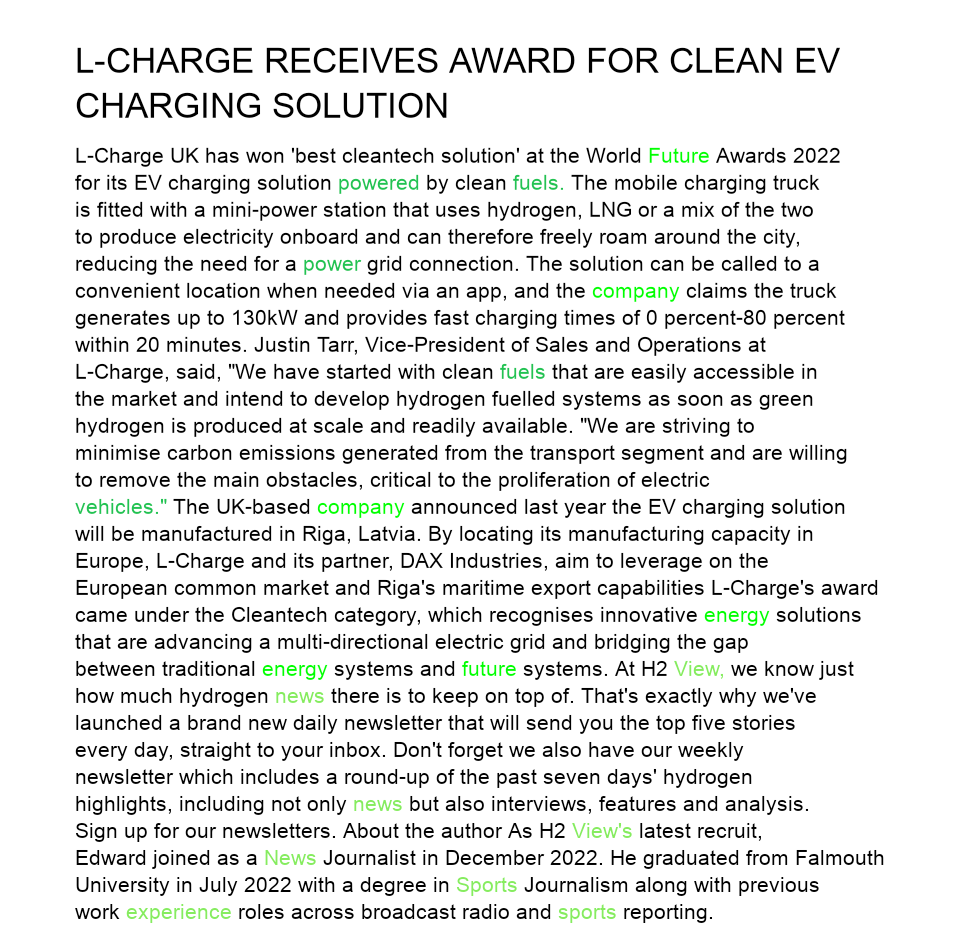 L-CHARGE RECEIVES AWARD FOR CLEAN EV
CHARGING SOLUTION
L-Charge UK has won 'best cleantech solution' at the World Future Awards 2022
for its EV charging solution powered by clean fuels. The mobile charging truck
is fitted with a mini-power station that uses hydrogen, LNG or a mix of the two
to produce electricity onboard and can therefore freely roam around the city,
reducing the need for a power grid connection. The solution can be called to a
convenient location when needed via an app, and the company claims the truck
generates up to 130kW and provides fast charging times of 0 percent-80 percent
within 20 minutes. Justin Tarr, Vice-President of Sales and Operations at
L-Charge, said, "We have started with clean fuels that are easily accessible in
the market and intend to develop hydrogen fuelled systems as soon as green
hydrogen is produced at scale and readily available. "We are striving to
minimise carbon emissions generated from the transport segment and are willing
to remove the main obstacles, critical to the proliferation of electric
vehicles." The UK-based company announced last year the EV charging solution
will be manufactured in Riga, Latvia. By locating its manufacturing capacity in
Europe, L-Charge and its partner, DAX Industries, aim to leverage on the
European common market and Riga's maritime export capabilities L-Charge's award
came under the Cleantech category, which recognises innovative energy solutions
that are advancing a multi-directional electric grid and bridging the gap
between traditional energy systems and future systems. At H2 View, we know just
how much hydrogen news there is to keep on top of. That's exactly why we've
launched a brand new daily newsletter that will send you the top five stories
every day, straight to your inbox. Don't forget we also have our weekly
newsletter which includes a round-up of the past seven days' hydrogen
highlights, including not only news but also interviews, features and analysis.
Sign up for our newsletters. About the author As H2 View's latest recruit,
Edward joined as a News Journalist in December 2022. He graduated from Falmouth
University in July 2022 with a degree in Sports Journalism along with previous
work experience roles across broadcast radio and sports reporting.